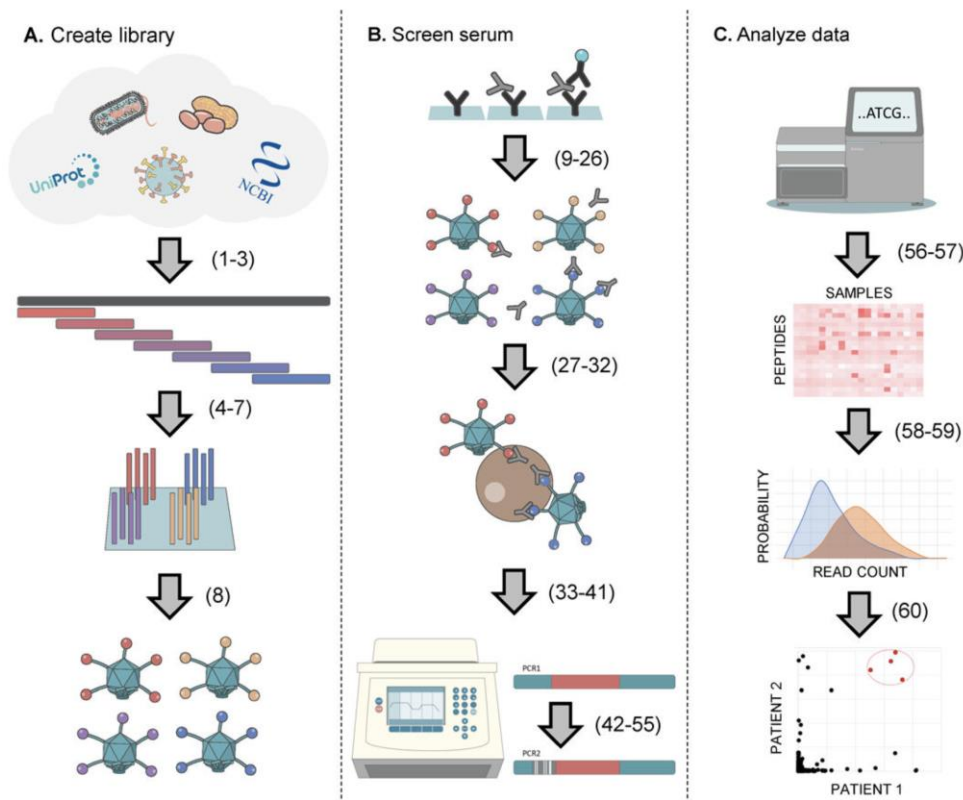 A. Create library
UniProt
NCBI
(1-3)
(4-7)
(8)
B. Screen serum
(9-26)
(27-32)
(33-41)
PCR1
(42-55)
PCR2
C. Analyze data
..ATCG..
(56-57)
SAMPLES
PEPTIDES
(58-59)
PROBABILITY
READ COUNT
(60)
PATIENT 2
PATIENT 1